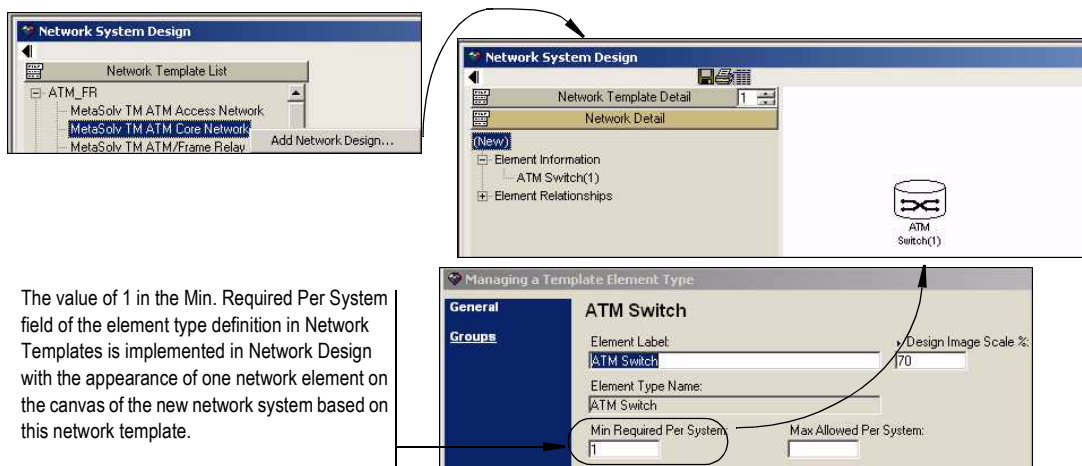 Network System Design
Network Template List
ATM_FR
MetaSolv TM ATM Access Network
MetaSolv TM ATM Core Network
MetaSolv TM ATM/Frame Relay
Add Network Design...
Network System Design
Network Template Detail 1
Network Detail
(New)
Element Information
ATM Switch(1)
Element Relationships
ATM
Switch(1)
The value of 1 in the Min. Required Per System
field of the element type definition in Network
Templates is implemented in Network Design
with the appearance of one network element on
the canvas of the new network system based on
this network template.
Managing a Template Element Type
General
Groups
ATM Switch
Element Label:
ATM Switch
Design Image Scale %:
70
Element Type Name:
ATM Switch
Min Required Per System:
1
Max Allowed Per System: